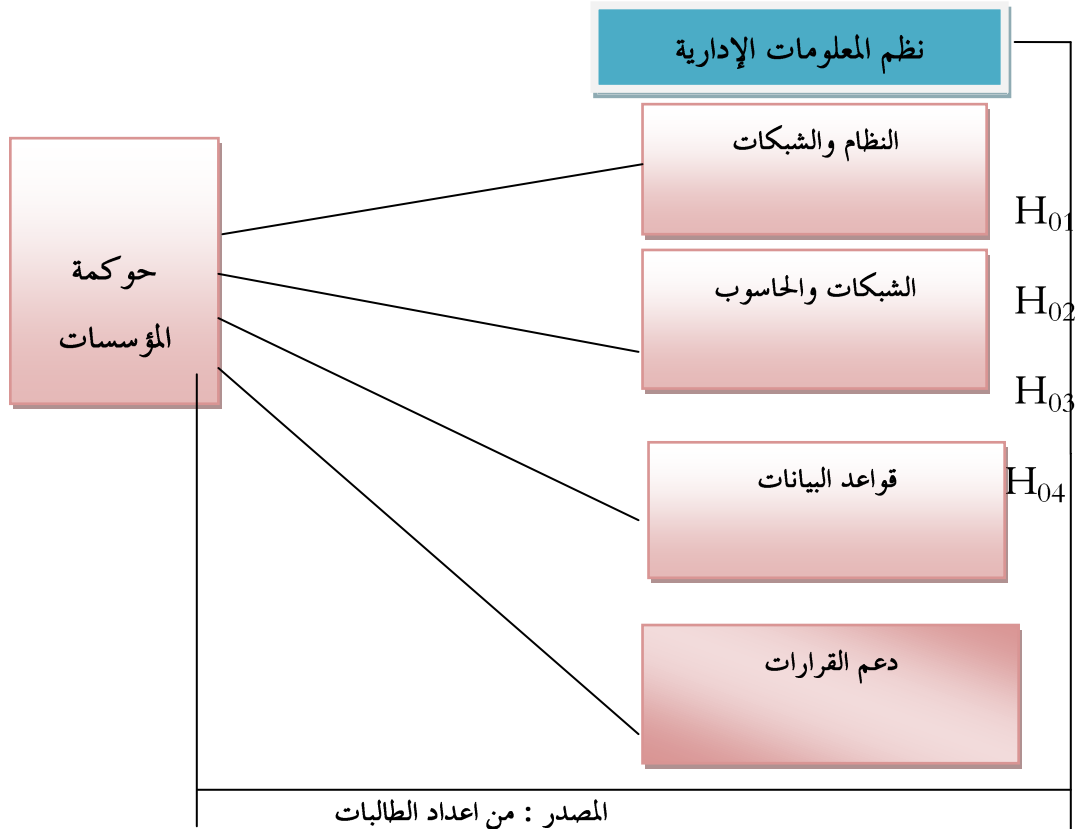 نظم المعلومات الإدارية
النظام والشبكات
H01
الشبكات والحاسوب
H02
H03
قواعد البيانات
H04
دعم القرارات
حوكمة
المؤسسات
المصدر : من اعداد الطالبات